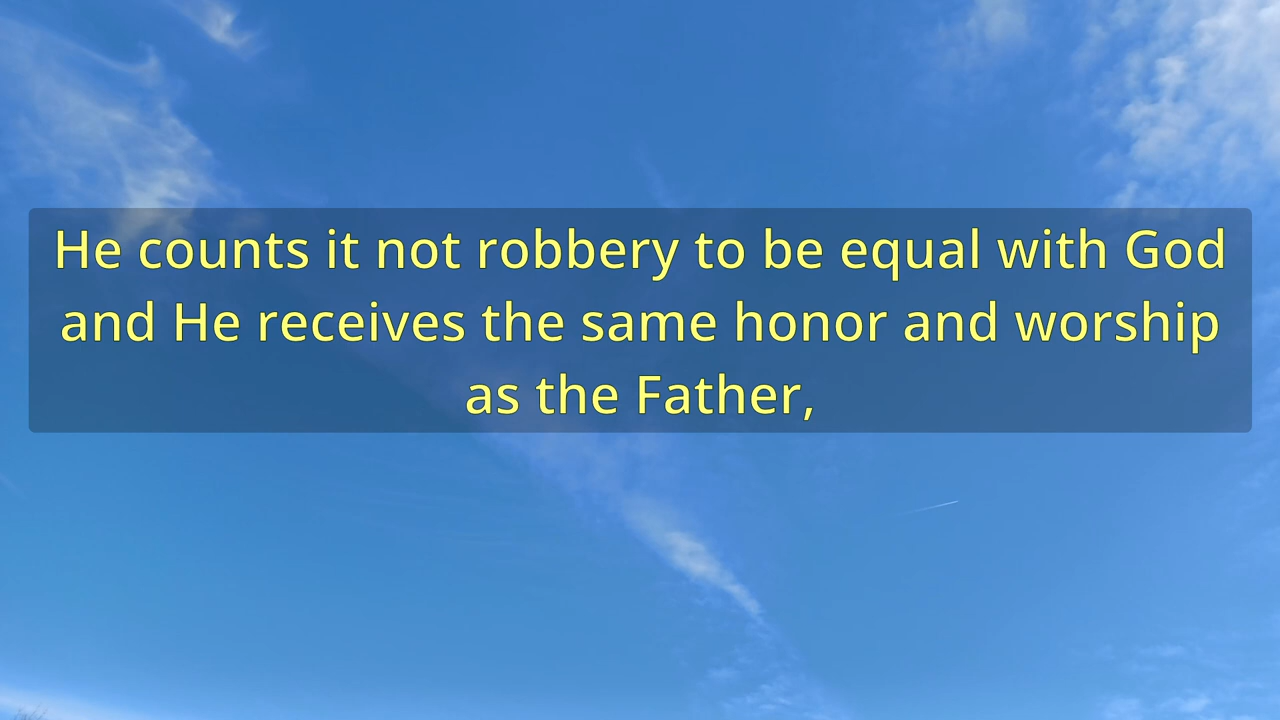 He counts it not robbery to be equal with God
and He receives the same honor and worship
as the Father,